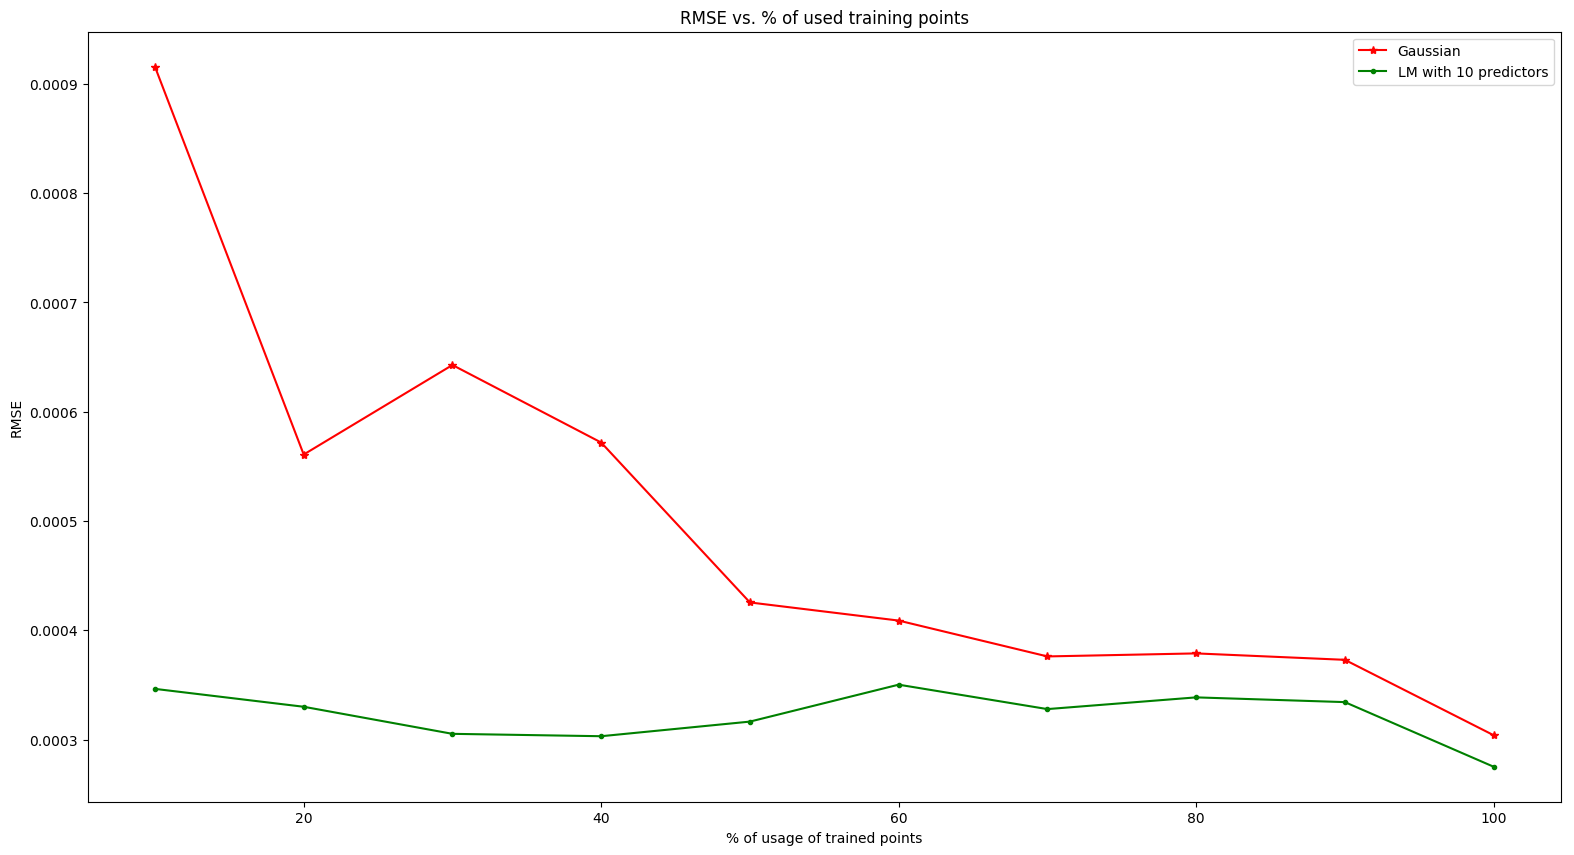 RMSE vs. % of used training points
Gaussian
LM with 10 predictors
0.0009
0.0008
0.0007
0.0006
0.0005
0.0004
0.0003
RMSE
20 40 60 80 100
% of usage of trained points